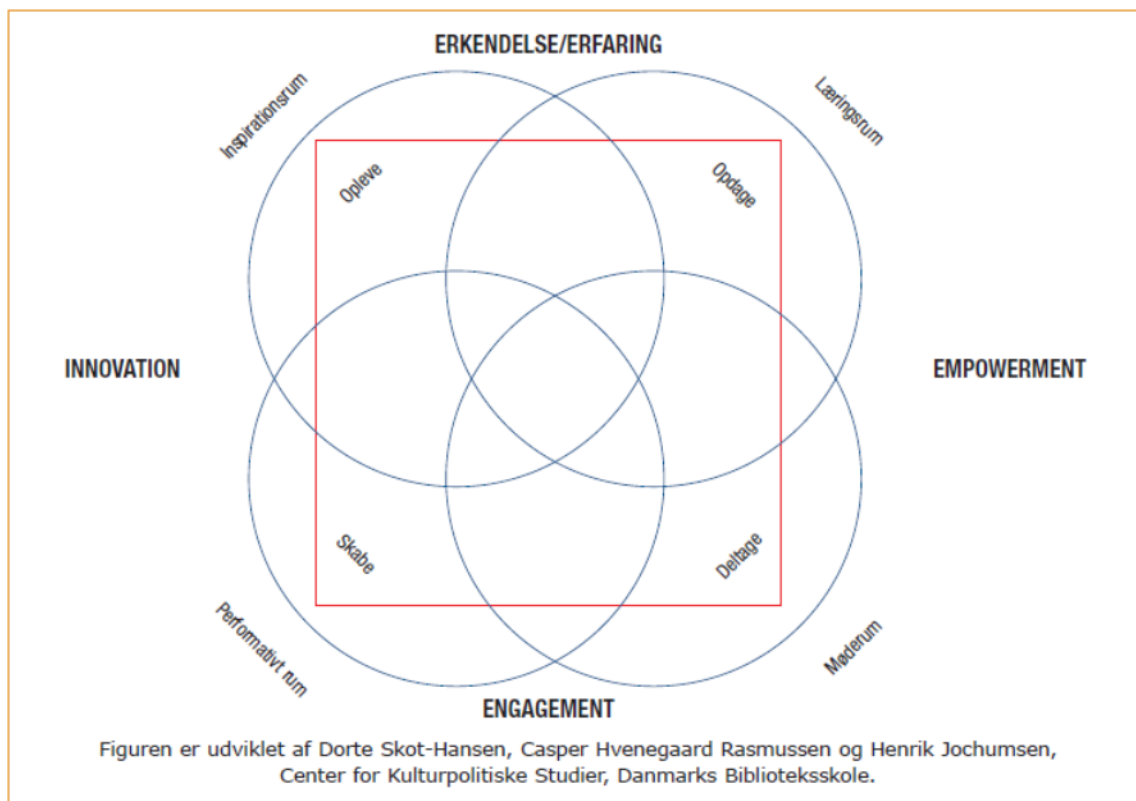 ERKENDELSE/ERFARING
Inspirationsrum
Læringsrum
Opleve
Opdage
INNOVATION
EMPOWERMENT
Skabe
Deltage
Performativt rum
Møderum
ENGAGEMENT
Figuren er udviklet af Dorte Skot-Hansen, Casper Hvenegaard Rasmussen og Henrik Jochumsen,
Center for Kulturpolitiske Studier, Danmarks Biblioteksskole.